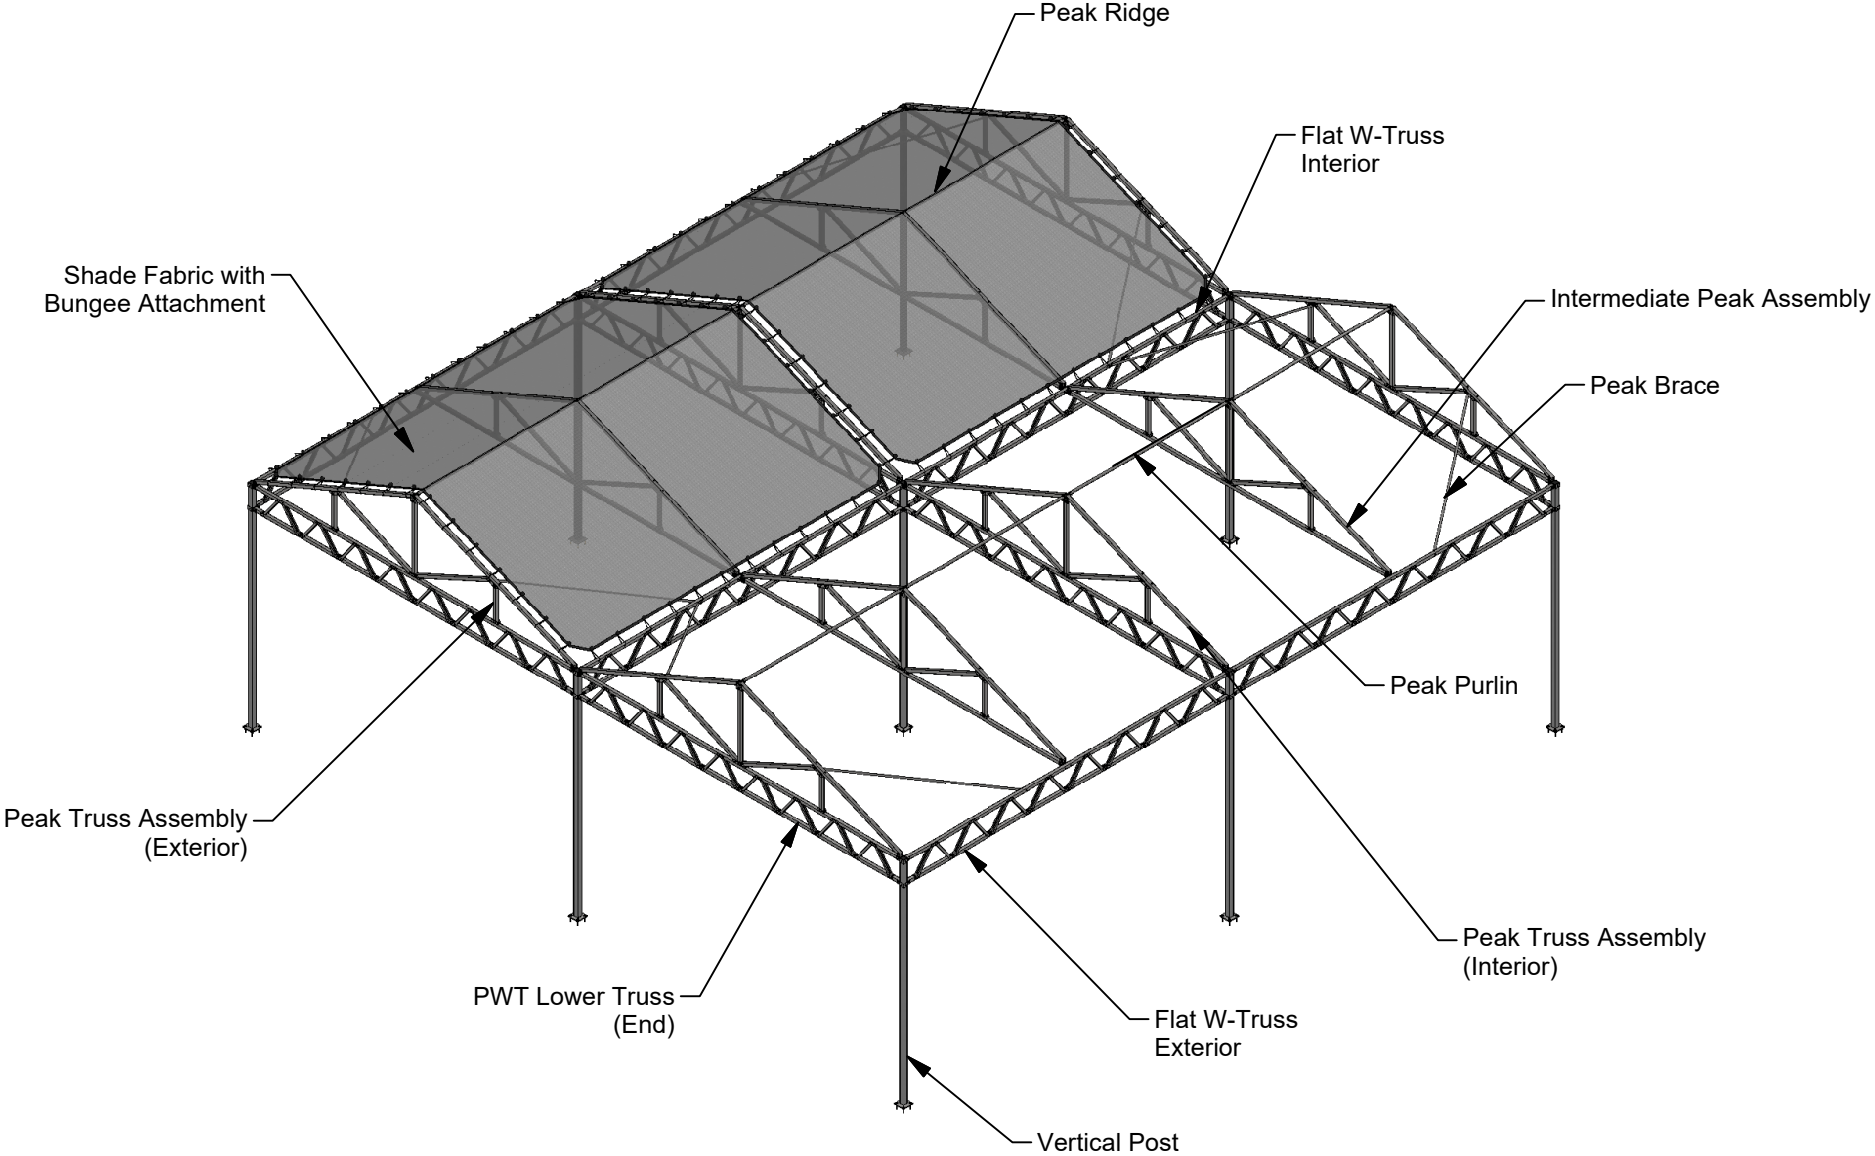 Peak Ridge
Flat W-Truss
Interior
Shade Fabric with
Bungee Attachment
Intermediate Peak Assembly
Peak Brace
Peak Purlin
Peak Truss Assembly
(Exterior)
Peak Truss Assembly
(Interior)
PWT Lower Truss
(End)
Flat W-Truss
Exterior
Vertical Post